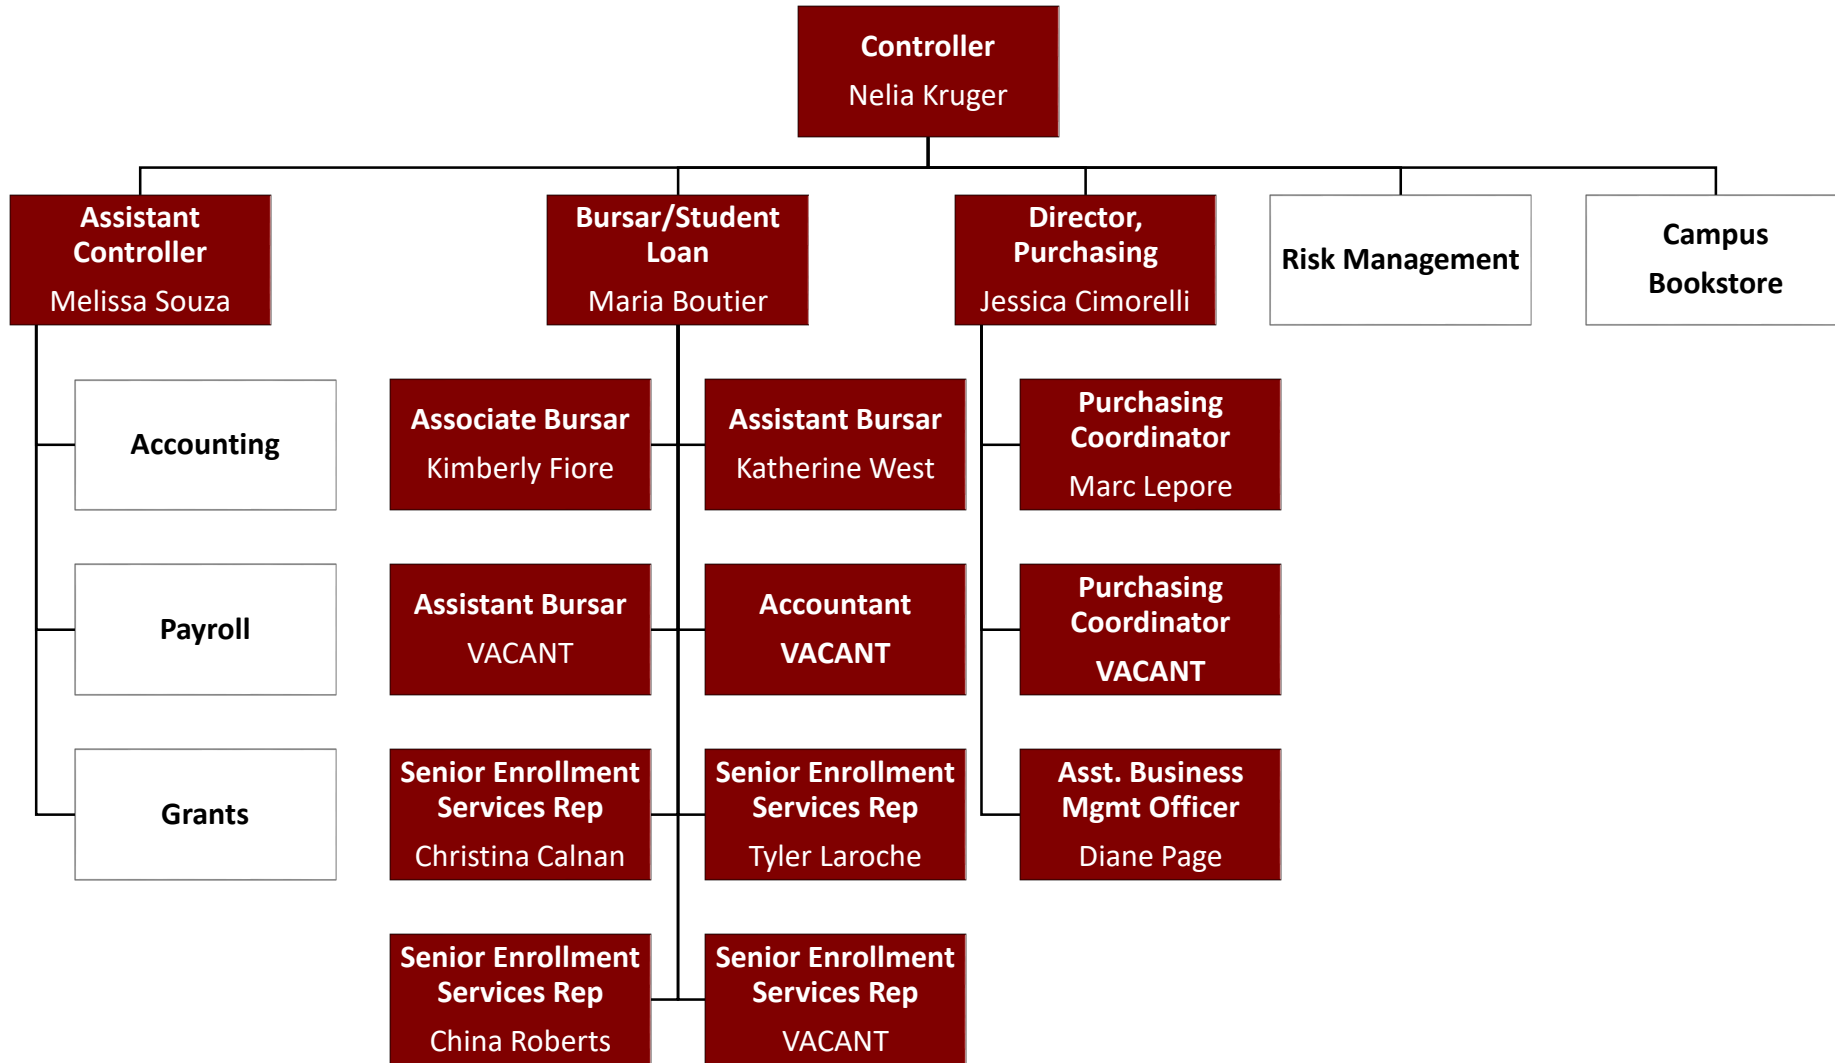 Controller
Nelia Kruger
Assistant
Controller
Melissa Souza
Bursar/Student
Loan
Maria Boutier
Director,
Purchasing
Jessica Cimorelli
Risk Management
Campus
Bookstore
Accounting
Associate Bursar
Kimberly Fiore
Assistant Bursar
Katherine West
Purchasing
Coordinator
Marc Lepore
Payroll
Assistant Bursar
VACANT
Accountant
VACANT
Purchasing
Coordinator
VACANT
Grants
Senior Enrollment
Services Rep
Christina Calnan
Senior Enrollment
Services Rep
Tyler Laroche
Asst. Business
Mgmt Officer
Diane Page
Senior Enrollment
Services Rep
China Roberts
Senior Enrollment
Services Rep
VACANT